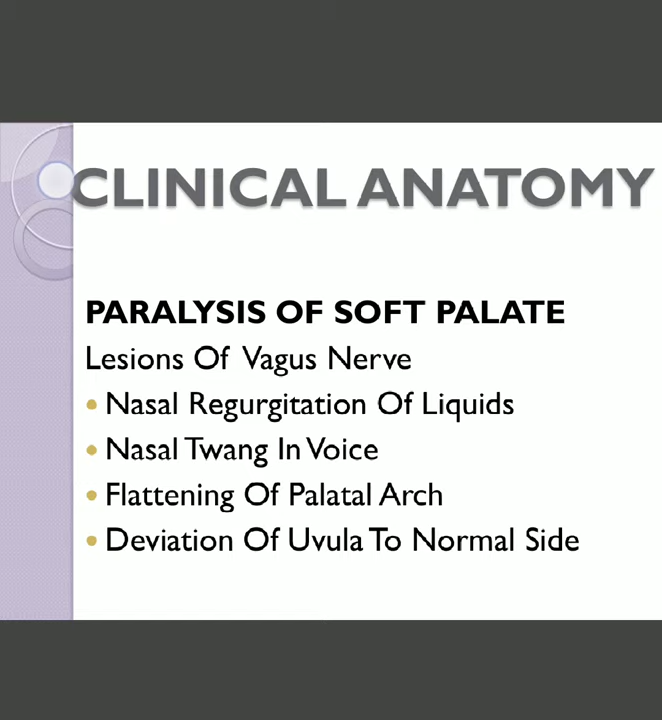 CLINICAL ANATOMY
PARALYSIS OF SOFT PALATE
Lesions Of Vagus Nerve
• Nasal Regurgitation Of Liquids
• Nasal Twang In Voice
• Flattening Of Palatal Arch
• Deviation Of Uvula To Normal Side